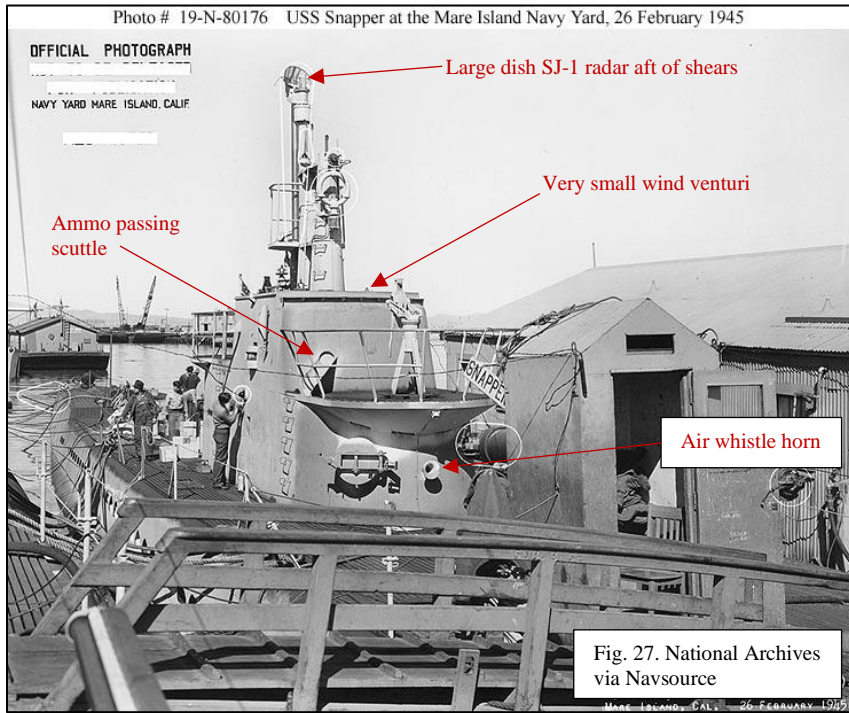 Photo # 19-N-80176 USS Snapper at the Mare Island Navy Yard, 26 February 1945
OFFICIAL PHOTOGRAPH
NAVY YARD MARE ISLAND, CALIF.
Large dish SJ-1 radar aft of shears
Very small wind venturi
Ammo passing
scuttle
SNAPPER
Air whistle horn
Fig. 27. National Archives
via Navsource
MARE ISLAND, CAL. 26 FEBRUARY 1945